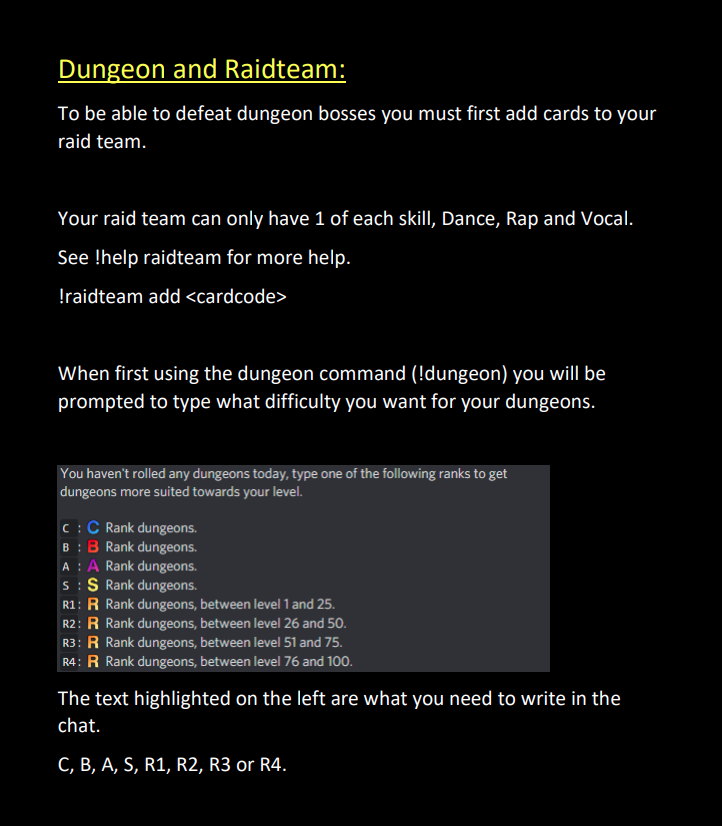 Dungeon and Raidteam:
To be able to defeat dungeon bosses you must first add cards to your
raid team.
Your raid team can only have 1 of each skill, Dance, Rap and Vocal.
See !help raidteam for more help.
!raidteam add <cardcode>
When first using the dungeon command (!dungeon) you will be
prompted to type what difficulty you want for your dungeons.
You haven't rolled any dungeons today, type one of the following ranks to get
dungeons more suited towards your level.
C : C Rank dungeons.
B : B Rank dungeons.
A : A Rank dungeons.
S : S Rank dungeons.
R1: R Rank dungeons, between level 1 and 25.
R2: R Rank dungeons, between level 26 and 50.
R3: R Rank dungeons, between level 51 and 75.
R4: R Rank dungeons, between level 76 and 100.
The text highlighted on the left are what you need to write in the
chat.
C, B, A, S, R1, R2, R3 or R4.